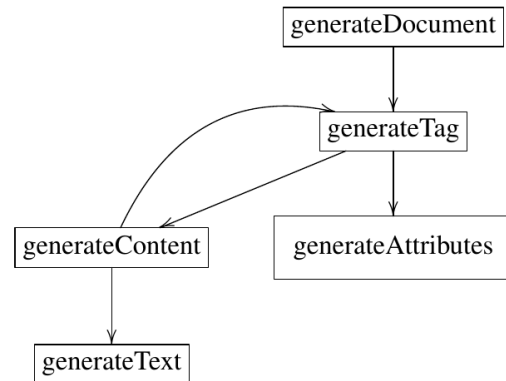 generateDocument
generateTag
generateContent
generateAttributes
generateText